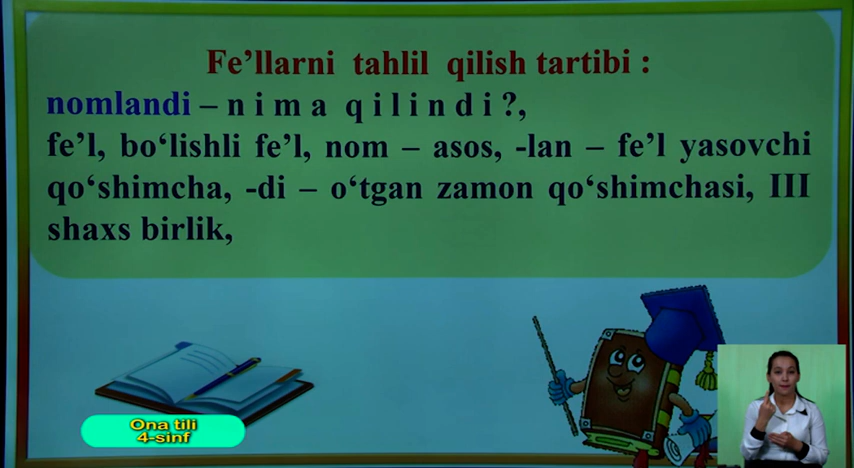 Fe’llarni tahlil qilish tartibi :
nomlandi – n i m a q i l i n d i ?,
fe’l, bo‘lishli fe’l, nom – asos, -lan – fe’l yasovchi
qo‘shimcha, -di – o‘tgan zamon qo‘shimchasi, III
shaxs birlik,
Ona tili
4-sinf